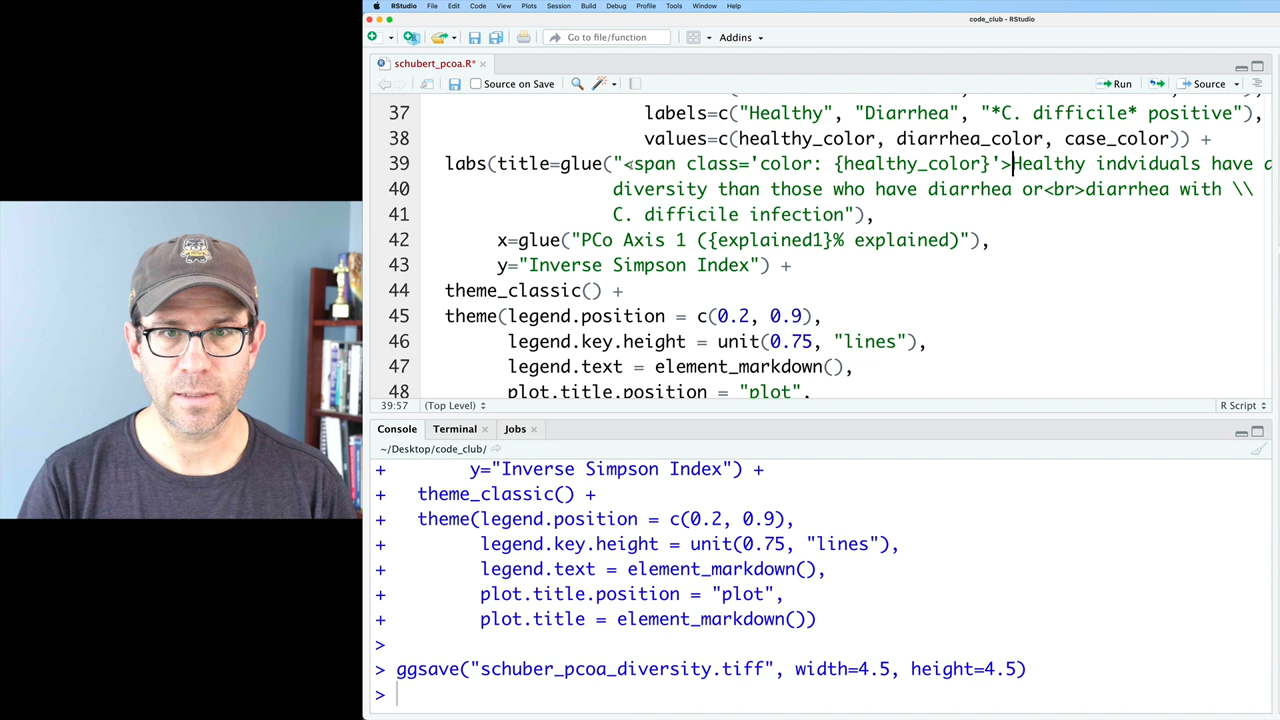 RStudio File Edit Code View Plots Session Build Debug Profile Tools Window Help
code_club - RStudio
Go to file/function Addins
schubert_pcoa.R*
Source on Save Run Source
37 labels=c("Healthy", "Diarrhea", "*C. difficile* positive"),
38 values=c(healthy_color, diarrhea_color, case_color)) +
39 labs(title=glue("<span class='color: {healthy_color}'>Healthy indviduals have
40 diversity than those who have diarrhea or<br>diarrhea with \\
41 C. difficile infection"),
42 x=glue("PCo Axis 1 ({explained1}% explained)"),
43 y="Inverse Simpson Index") +
44 theme_classic() +
45 theme(legend.position = c(0.2, 0.9),
46 legend.key.height = unit(0.75, "lines"),
47 legend.text = element_markdown(),
48 plot.title.position = "plot",
39:57 (Top Level) R Script
Console Terminal Jobs
~/Desktop/code_club/
+ y="Inverse Simpson Index") +
+ theme_classic() +
+ theme(legend.position = c(0.2, 0.9),
+ legend.key.height = unit(0.75, "lines"),
+ legend.text = element_markdown(),
+ plot.title.position = "plot",
+ plot.title = element_markdown())
>
> ggsave("schuber_pcoa_diversity.tiff", width=4.5, height=4.5)
>